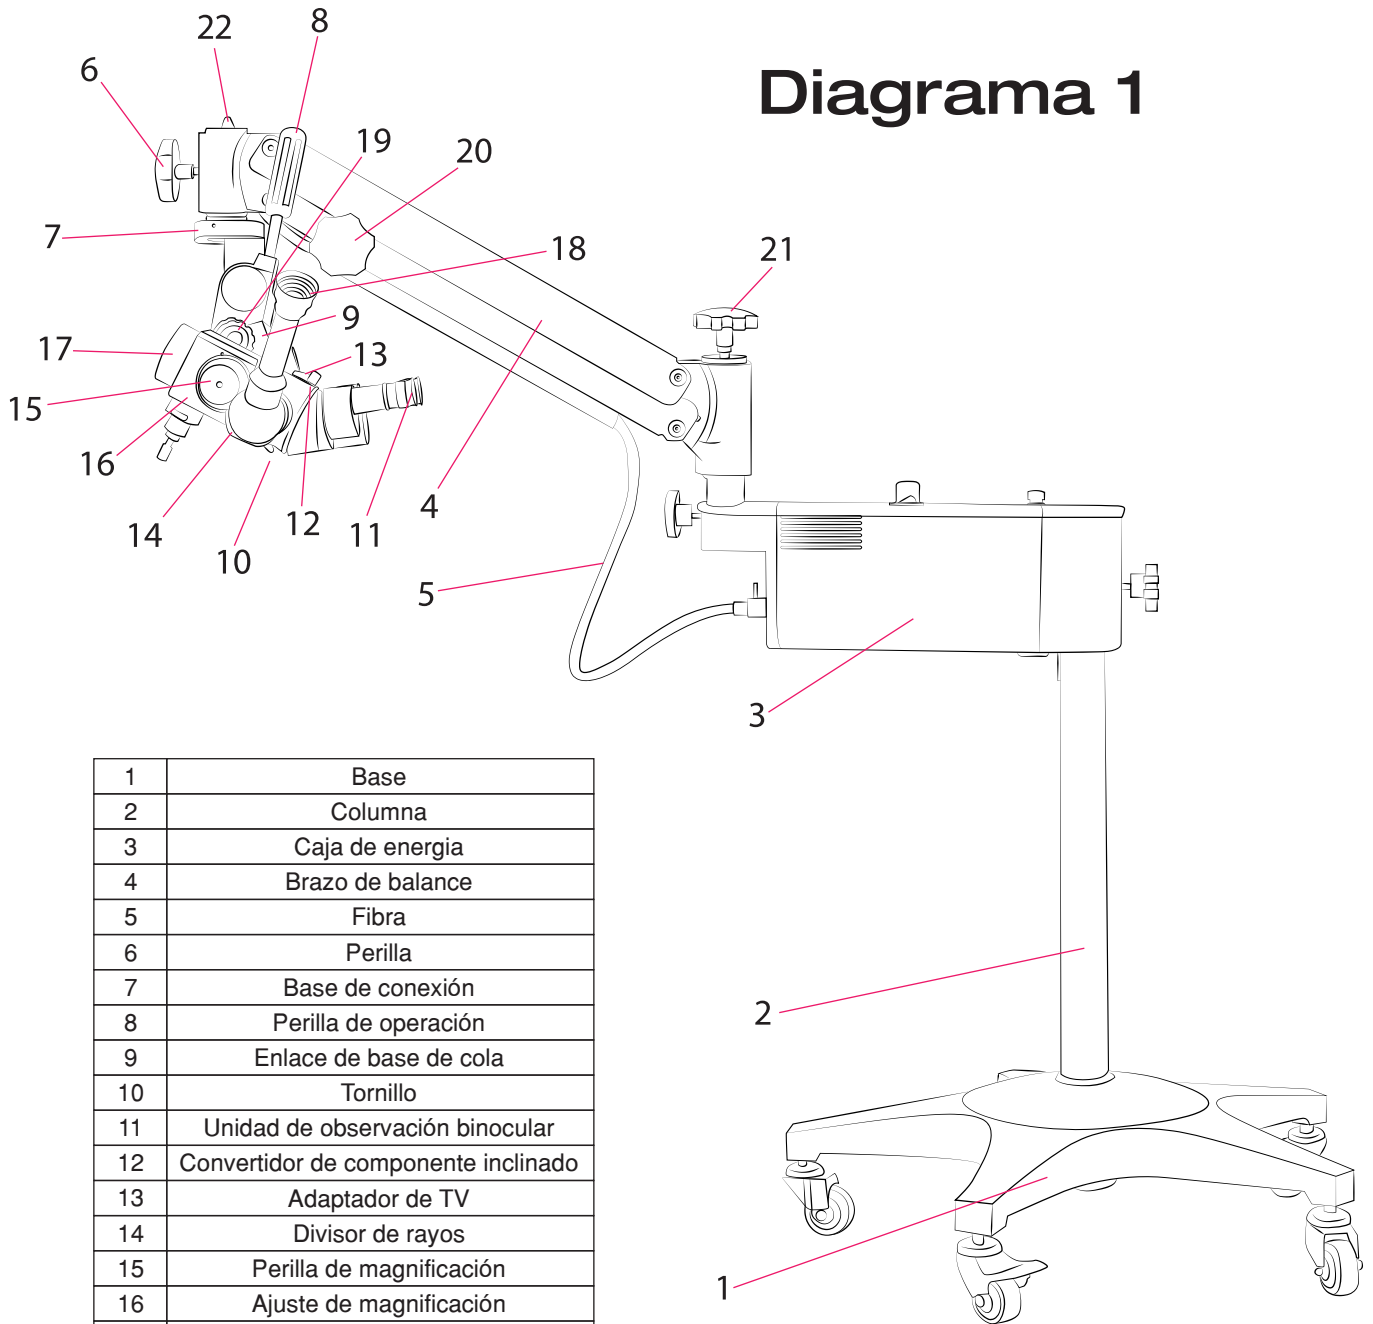 22
8
6
Diagrama 1
19
20
7
18
21
9
17
13
15
16
4
12
11
14
10
5
3
2
1
1 Base
2 Columna
3 Caja de energia
4 Brazo de balance
5 Fibra
6 Perilla
7 Base de conexión
8 Perilla de operación
9 Enlace de base de cola
10 Tornillo
11 Unidad de observación binocular
12 Convertidor de componente inclinado
13 Adaptador de TV
14 Divisor de rayos
15 Perilla de magnificación
16 Ajuste de magnificación